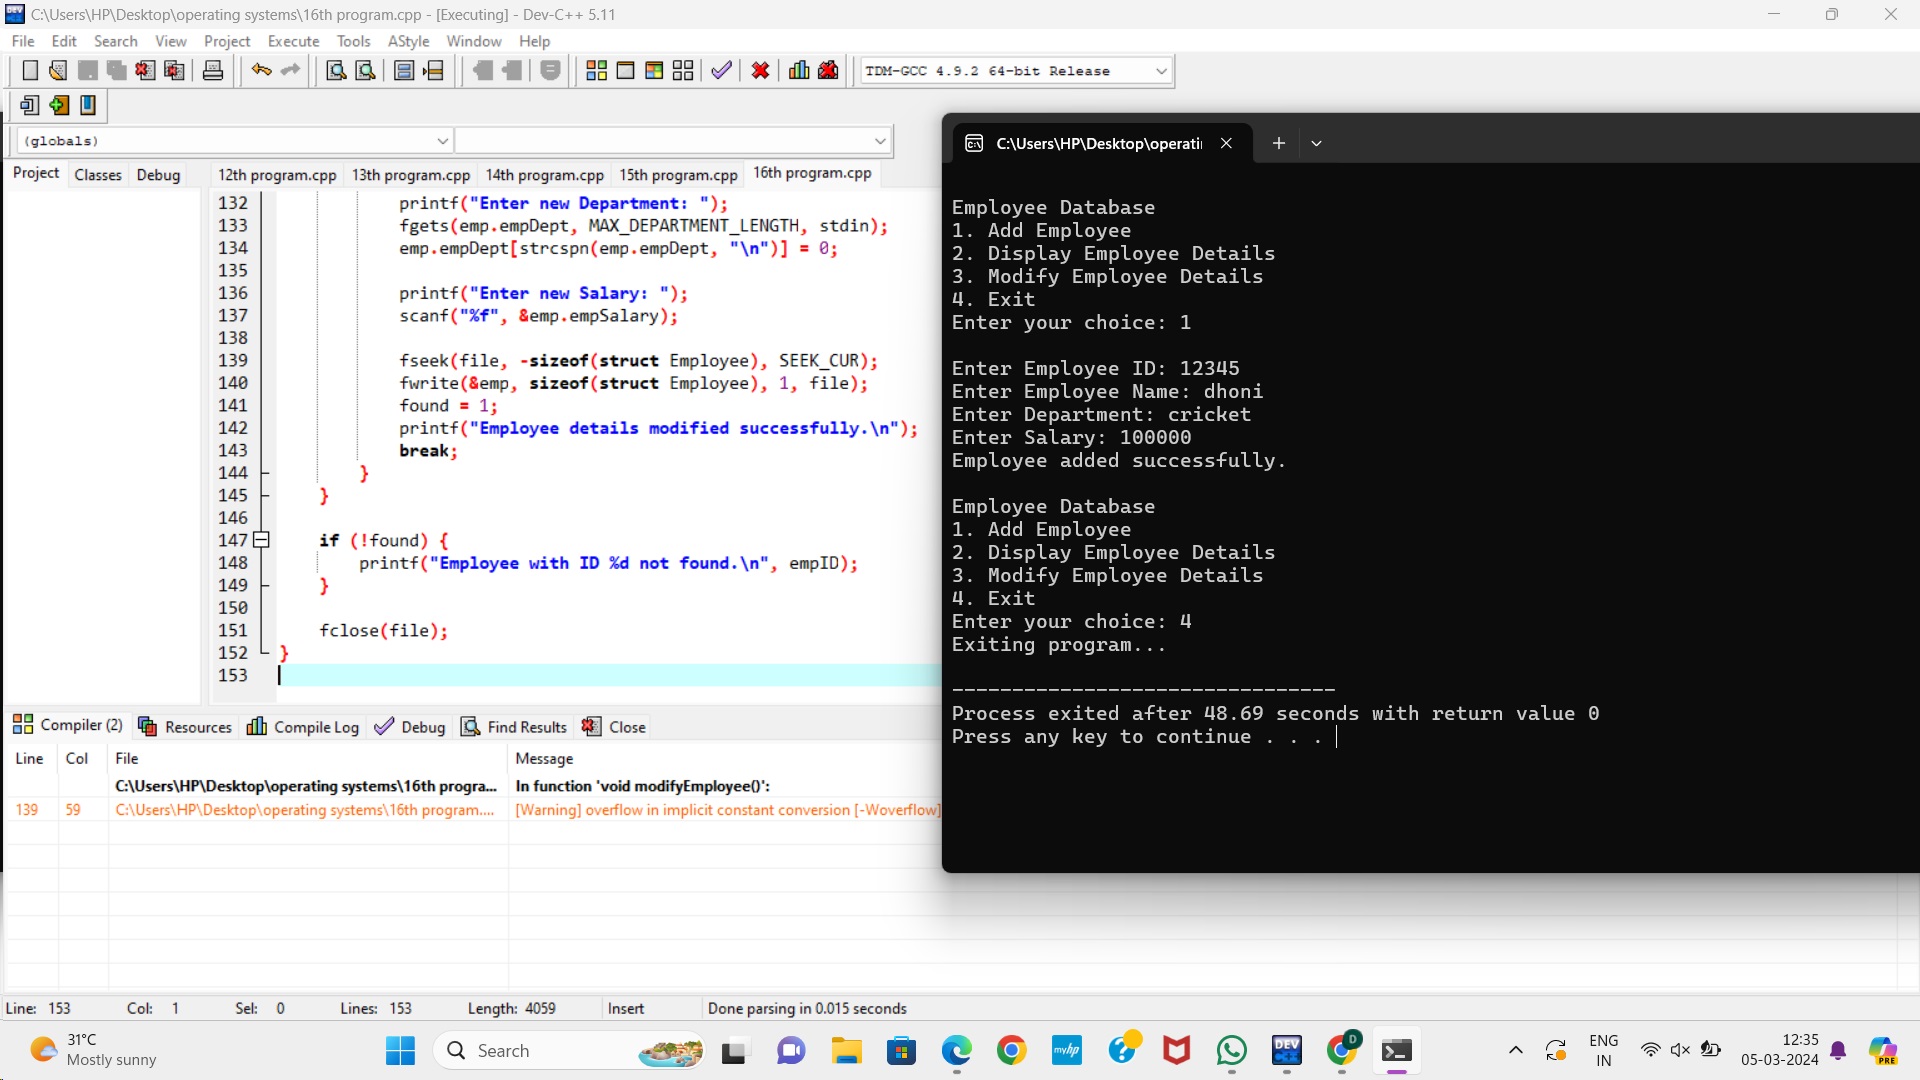 C:\Users\HP\Desktop\operating systems\16th program.cpp - [Executing] - Dev-C++ 5.11
File Edit Search View Project Execute Tools AStyle Window Help
TDM-GCC 4.9.2 64-bit Release
(globals)
Project Classes Debug
12th program.cpp 13th program.cpp 14th program.cpp 15th program.cpp 16th program.cpp
132 printf("Enter new Department: ");
133 fgets(emp.empDept, MAX_DEPARTMENT_LENGTH, stdin);
134 emp.empDept[strcspn(emp.empDept, "\n")] = 0;
135
136 printf("Enter new Salary: ");
137 scanf("%f", &emp.empSalary);
138
139 fseek(file, -sizeof(struct Employee), SEEK_CUR);
140 fwrite(&emp, sizeof(struct Employee), 1, file);
141 found = 1;
142 printf("Employee details modified successfully.\n");
143 break;
144 }
145 }
146
147 if (!found) {
148 printf("Employee with ID %d not found.\n", empID);
149 }
150
151 fclose(file);
152 }
153
C:\Users\HP\Desktop\operati
Employee Database
1. Add Employee
2. Display Employee Details
3. Modify Employee Details
4. Exit
Enter your choice: 1
Enter Employee ID: 12345
Enter Employee Name: dhoni
Enter Department: cricket
Enter Salary: 100000
Employee added successfully.
Employee Database
1. Add Employee
2. Display Employee Details
3. Modify Employee Details
4. Exit
Enter your choice: 4
Exiting program...
--------------------------------
Process exited after 48.69 seconds with return value 0
Press any key to continue . . .
Compiler (2) Resources Compile Log Debug Find Results Close
Line Col File Message
C:\Users\HP\Desktop\operating systems\16th progra... In function 'void modifyEmployee()':
139 59 C:\Users\HP\Desktop\operating systems\16th program.... [Warning] overflow in implicit constant conversion [-Woverflow]
Line: 153 Col: 1 Sel: 0 Lines: 153 Length: 4059 Insert Done parsing in 0.015 seconds
31°C
Mostly sunny
Search
myhp
DEV
D
ENG
IN
12:35
05-03-2024
PRE